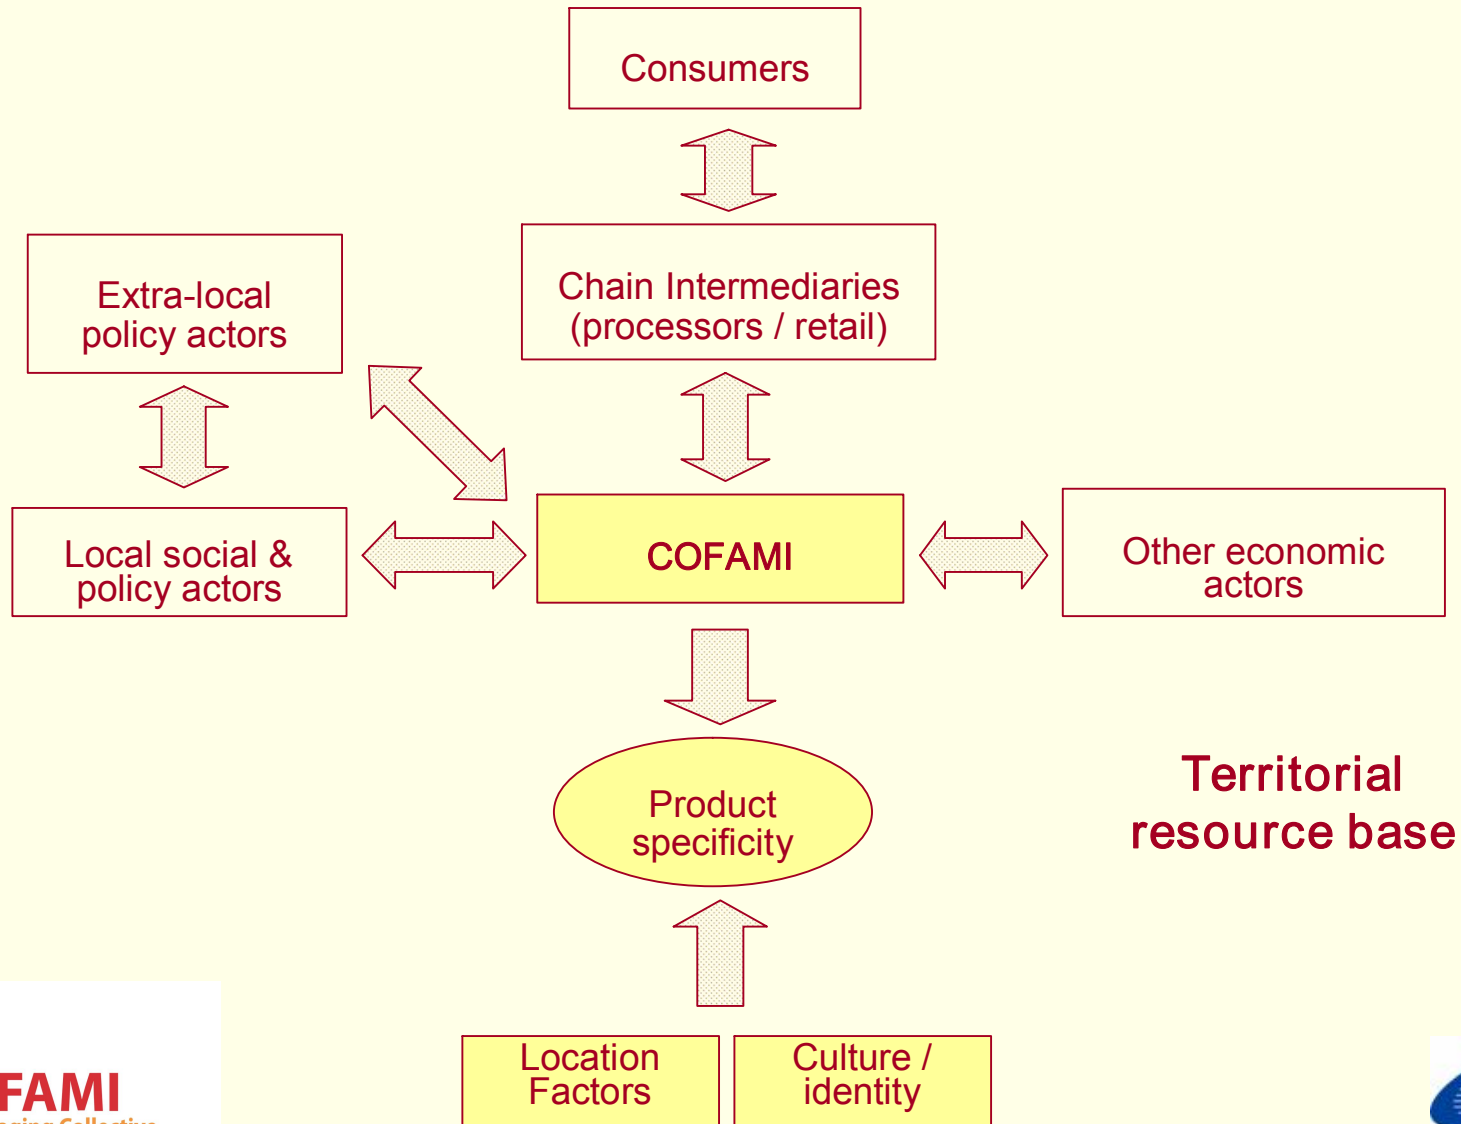 Consumers
Chain Intermediaries
(processors / retail)
Extra-local
policy actors
Local social &
policy actors
COFAMI
Other economic
actors
Product
specificity
Territorial
resource base
Location
Factors
Culture /
identity
FAMI
Collective